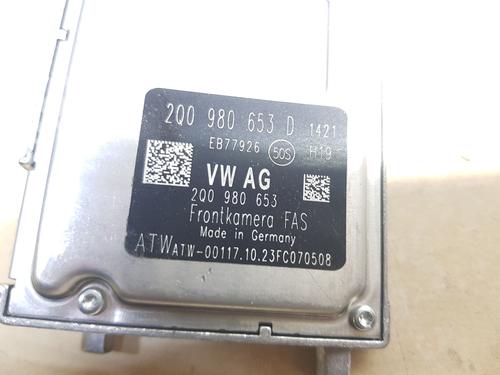 2Q0 980 653 D 1421
EB77926 50S H19
VW AG
2Q0 980 653
Frontkamera FAS
Made in Germany
ATW ATW-00117.10.23FC070508